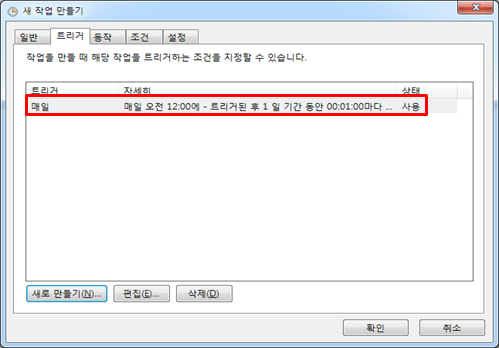 새 작업 만들기
일반 트리거 동작 조건 설정
작업을 만들 때 해당 작업을 트리거하는 조건을 지정할 수 있습니다.
트리거 자세히 상태
매일 매일 오전 12:00에 - 트리거된 후 1 일 기간 동안 00:01:00마다 ... 사용
새로 만들기(N)... 편집(E)... 삭제(D)
확인 취소